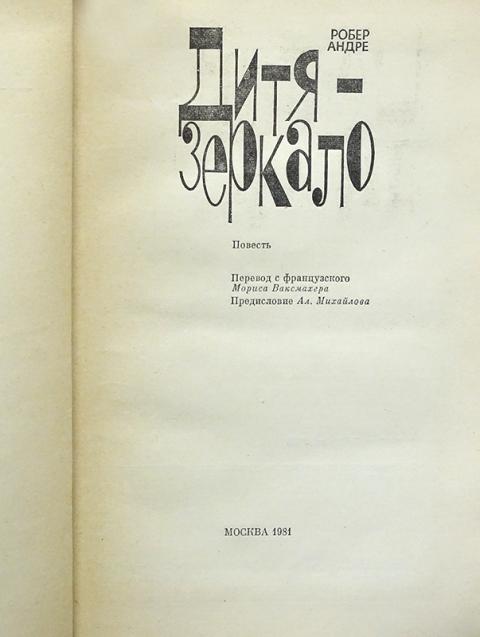 РОБЕР
АНДРЕ
Дитя-
зеркало
Повесть
Перевод с французского
Мориса Ваксмахера
Предисловие Ал. Михайлова
МОСКВА 1981